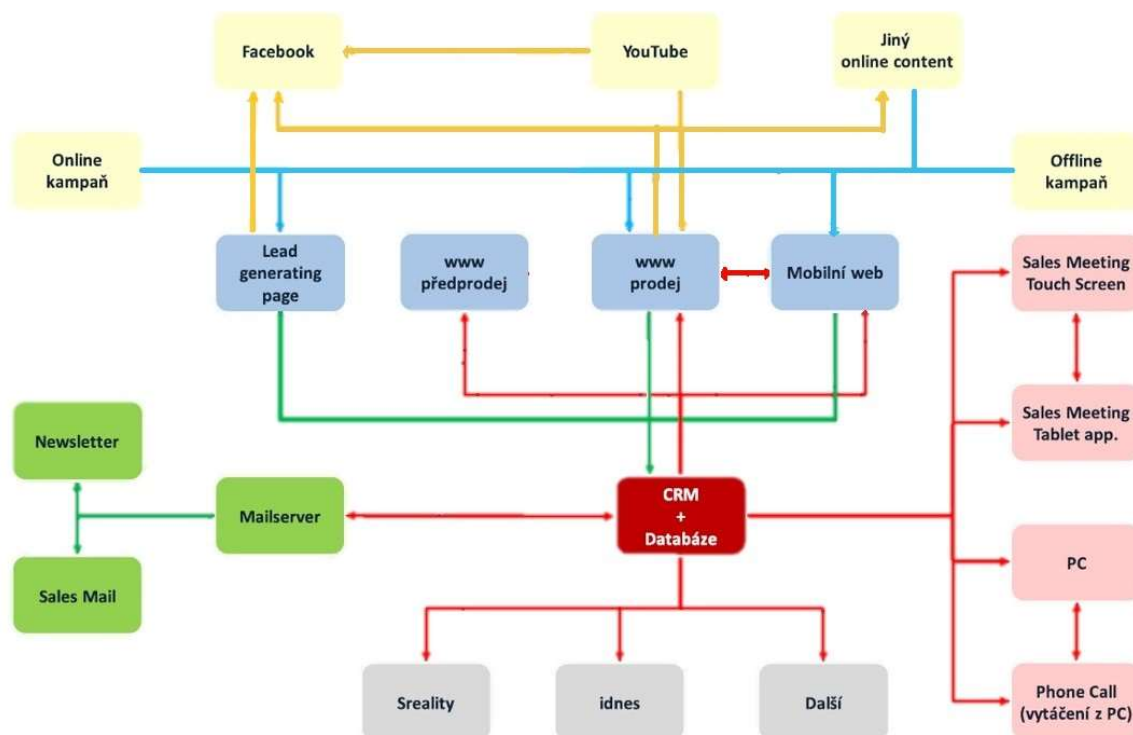 Facebook
YouTube
Jiný
online content
Online
kampaň
Offline
kampaň
Lead
generating
page
www
předprodej
www
prodej
Mobilní web
Sales Meeting
Touch Screen
Sales Meeting
Tablet app.
Newsletter
Mailserver
CRM
+
Databáze
Sales Mail
PC
Sreality
idnes
Další
Phone Call
(vytáčení z PC)